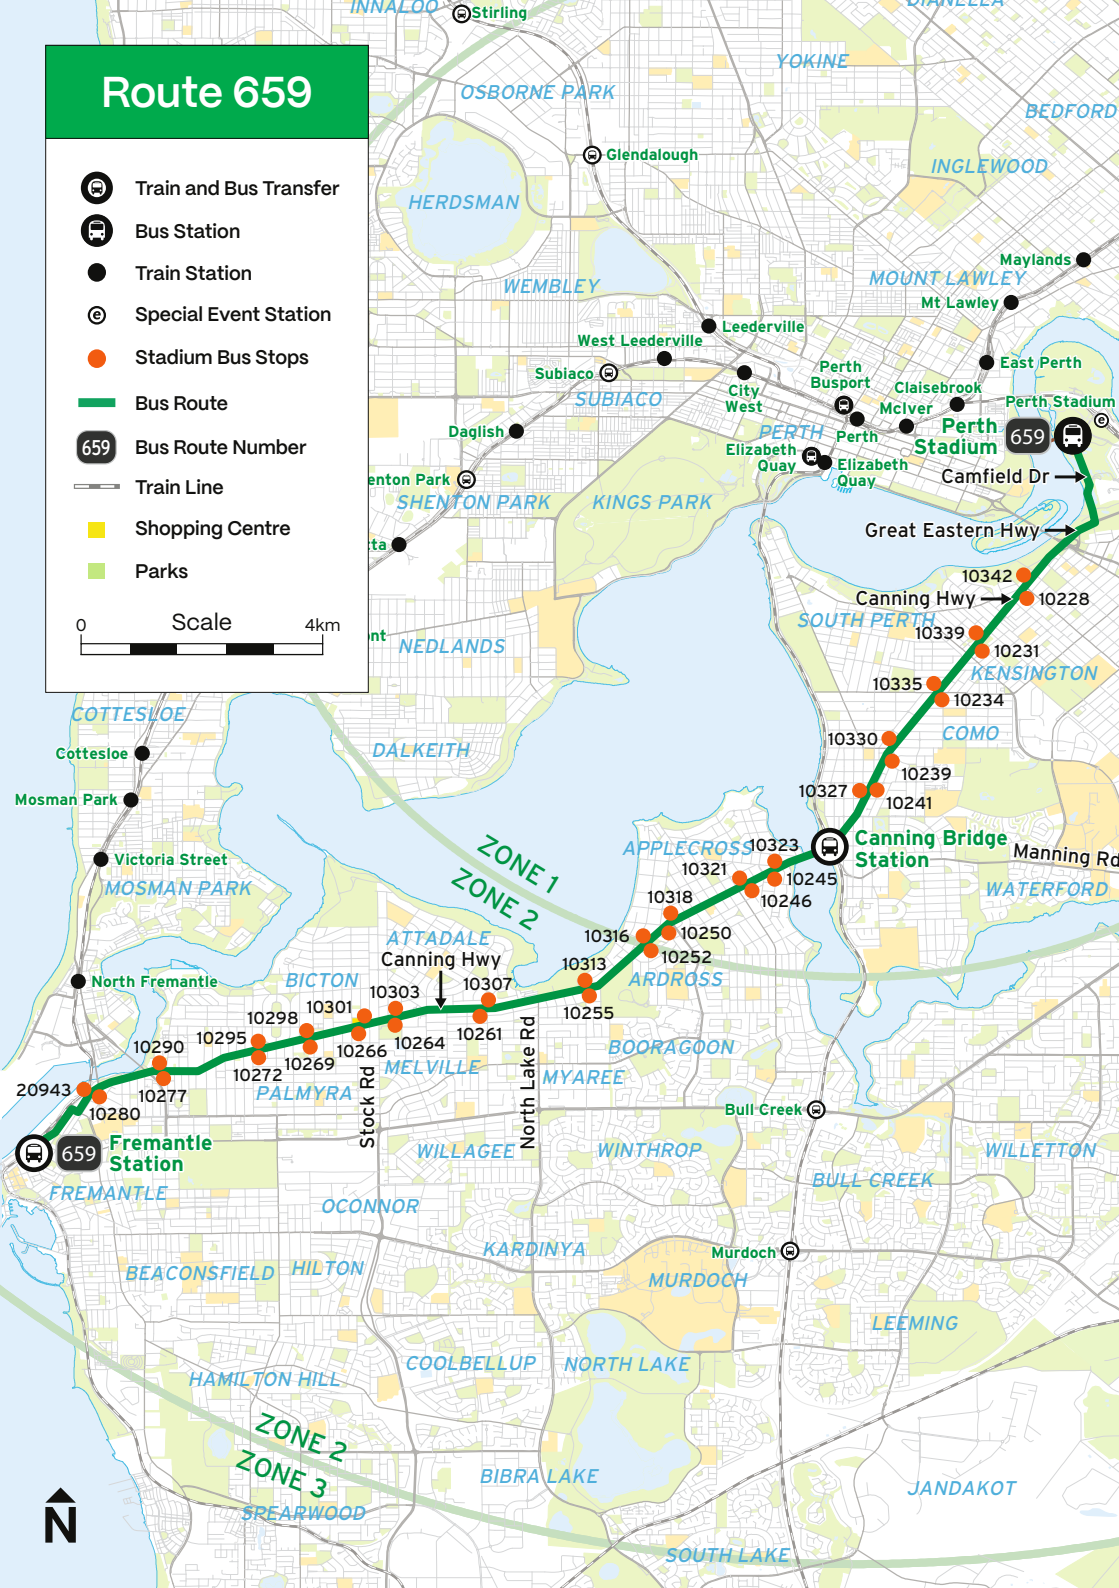 INNALOO
Stirling
DIANELLA
Route 659
YOKINE
OSBORNE PARK
BEDFORD
Glendalough
INGLEWOOD
Train and Bus Transfer
HERDSMAN
Bus Station
Maylands
Train Station
MOUNT LAWLEY
WEMBLEY
Mt Lawley
e Special Event Station
Leederville
West Leederville
Stadium Bus Stops
East Perth
Subiaco
Perth
Busport
City
West
Claisebrook
SUBIACO
Bus Route
McIver
Perth Stadium
e
Daglish
PERTH
Perth
Perth
Stadium
659
659 Bus Route Number
Elizabeth
Quay
Elizabeth
Quay
enton Park
Camfield Dr
Train Line
SHENTON PARK
KINGS PARK
Shopping Centre
Great Eastern Hwy
ta
Parks
10342
Canning Hwy
10228
Scale
0
4km
SOUTH PERTH
10339
nt
NEDLANDS
10231
KENSINGTON
10335
10234
COTTESLOE
COMO
10330
DALKEITH
Cottesloe
10239
10327
10241
Mosman Park
Canning Bridge
Station
ZONE 1
APPLECROSS
10323
Manning Rd
Victoria Street
10321
10245
MOSMAN PARK
ZONE 2
10246
WATERFORD
10318
10316
10250
ATTADALE
10252
Canning Hwy
10313
ARDROSS
North Fremantle
BICTON
10307
10303
10301
10255
10298
10261
10295
10264
10290
10266
BOORAGOON
10269
MELVILLE
10272
North Lake Rd
MYAREE
20943
10277
PALMYRA
Stock Rd
10280
Bull Creek
659
Fremantle
Station
WILLAGEE
WINTHROP
WILLETTON
FREMANTLE
BULL CREEK
OCONNOR
KARDINYA
Murdoch
BEACONSFIELD
HILTON
MURDOCH
LEEMING
COOLBELLUP
NORTH LAKE
HAMILTON HILL
ZONE 2
ZONE 3
BIBRA LAKE
JANDAKOT
SPEARWOOD
N
SOUTH LAKE